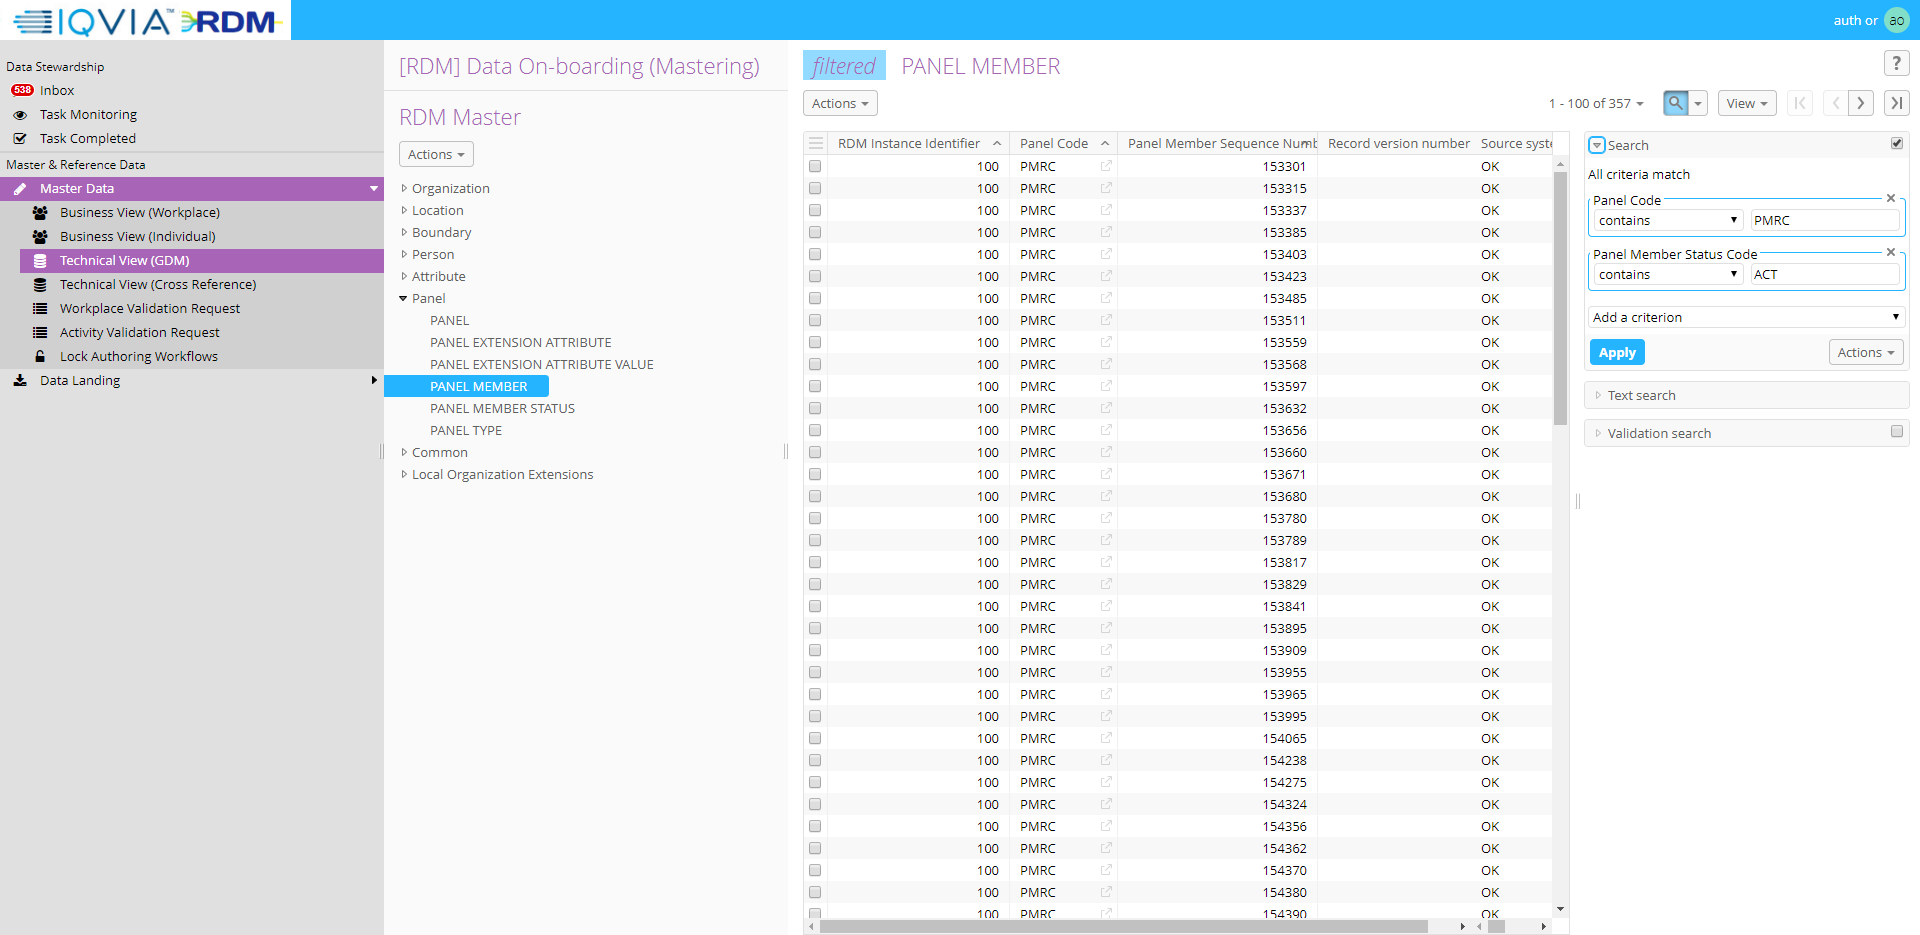 IQVIA™ RDM
auth or ao
Data Stewardship
538 Inbox
Task Monitoring
Task Completed
Master & Reference Data
Master Data
Business View (Workplace)
Business View (Individual)
Technical View (GDM)
Technical View (Cross Reference)
Workplace Validation Request
Activity Validation Request
Lock Authoring Workflows
Data Landing
[RDM] Data On-boarding (Mastering)
RDM Master
Actions
Organization
Location
Boundary
Person
Attribute
Panel
PANEL
PANEL EXTENSION ATTRIBUTE
PANEL EXTENSION ATTRIBUTE VALUE
PANEL MEMBER
PANEL MEMBER STATUS
PANEL TYPE
Common
Local Organization Extensions
filtered PANEL MEMBER ?
Actions 1 - 100 of 357 View
RDM Instance Identifier Panel Code Panel Member Sequence Numb Record version number Source syste
100 PMRC 153301 OK
100 PMRC 153315 OK
100 PMRC 153337 OK
100 PMRC 153385 OK
100 PMRC 153403 OK
100 PMRC 153423 OK
100 PMRC 153485 OK
100 PMRC 153511 OK
100 PMRC 153559 OK
100 PMRC 153568 OK
100 PMRC 153597 OK
100 PMRC 153632 OK
100 PMRC 153656 OK
100 PMRC 153660 OK
100 PMRC 153671 OK
100 PMRC 153680 OK
100 PMRC 153780 OK
100 PMRC 153789 OK
100 PMRC 153817 OK
100 PMRC 153829 OK
100 PMRC 153841 OK
100 PMRC 153895 OK
100 PMRC 153909 OK
100 PMRC 153955 OK
100 PMRC 153965 OK
100 PMRC 153995 OK
100 PMRC 154065 OK
100 PMRC 154238 OK
100 PMRC 154275 OK
100 PMRC 154324 OK
100 PMRC 154356 OK
100 PMRC 154362 OK
100 PMRC 154370 OK
100 PMRC 154380 OK
100 PMRC 154390 OK
Search
All criteria match
Panel Code
contains PMRC
Panel Member Status Code
contains ACT
Add a criterion
Apply Actions
Text search
Validation search